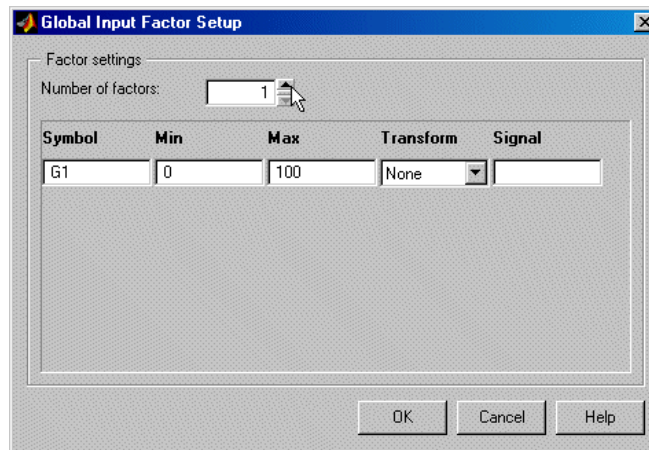 Global Input Factor Setup
Factor settings
Number of factors: 1
Symbol Min Max Transform Signal
G1 0 100 None
OK Cancel Help